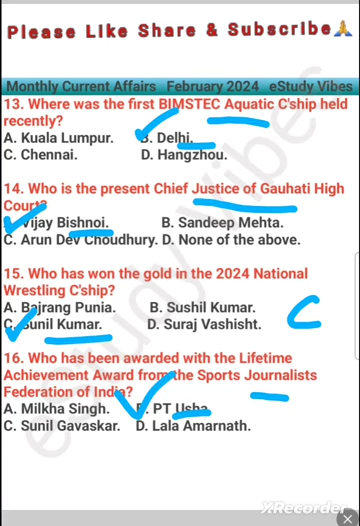 Please Like Share & Subscribe🙏
Monthly Current Affairs February 2024 eStudy Vibes
13. Where was the first BIMSTEC Aquatic C'ship held
recently?
A. Kuala Lumpur. B. Delhi.
C. Chennai. D. Hangzhou.
14. Who is the present Chief Justice of Gauhati High
Court?
Vijay Bishnoi. B. Sandeep Mehta.
C. Arun Dev Choudhury. D. None of the above.
15. Who has won the gold in the 2024 National
Wrestling C'ship?
A. Bajrang Punia. B. Sushil Kumar.
C. Sunil Kumar. D. Suraj Vashisht.
16. Who has been awarded with the Lifetime
Achievement Award from the Sports Journalists
Federation of India?
A. Milkha Singh. B. PT Usha
C. Sunil Gavaskar. D. Lala Amarnath.
eStudy Vibes
XRecorder